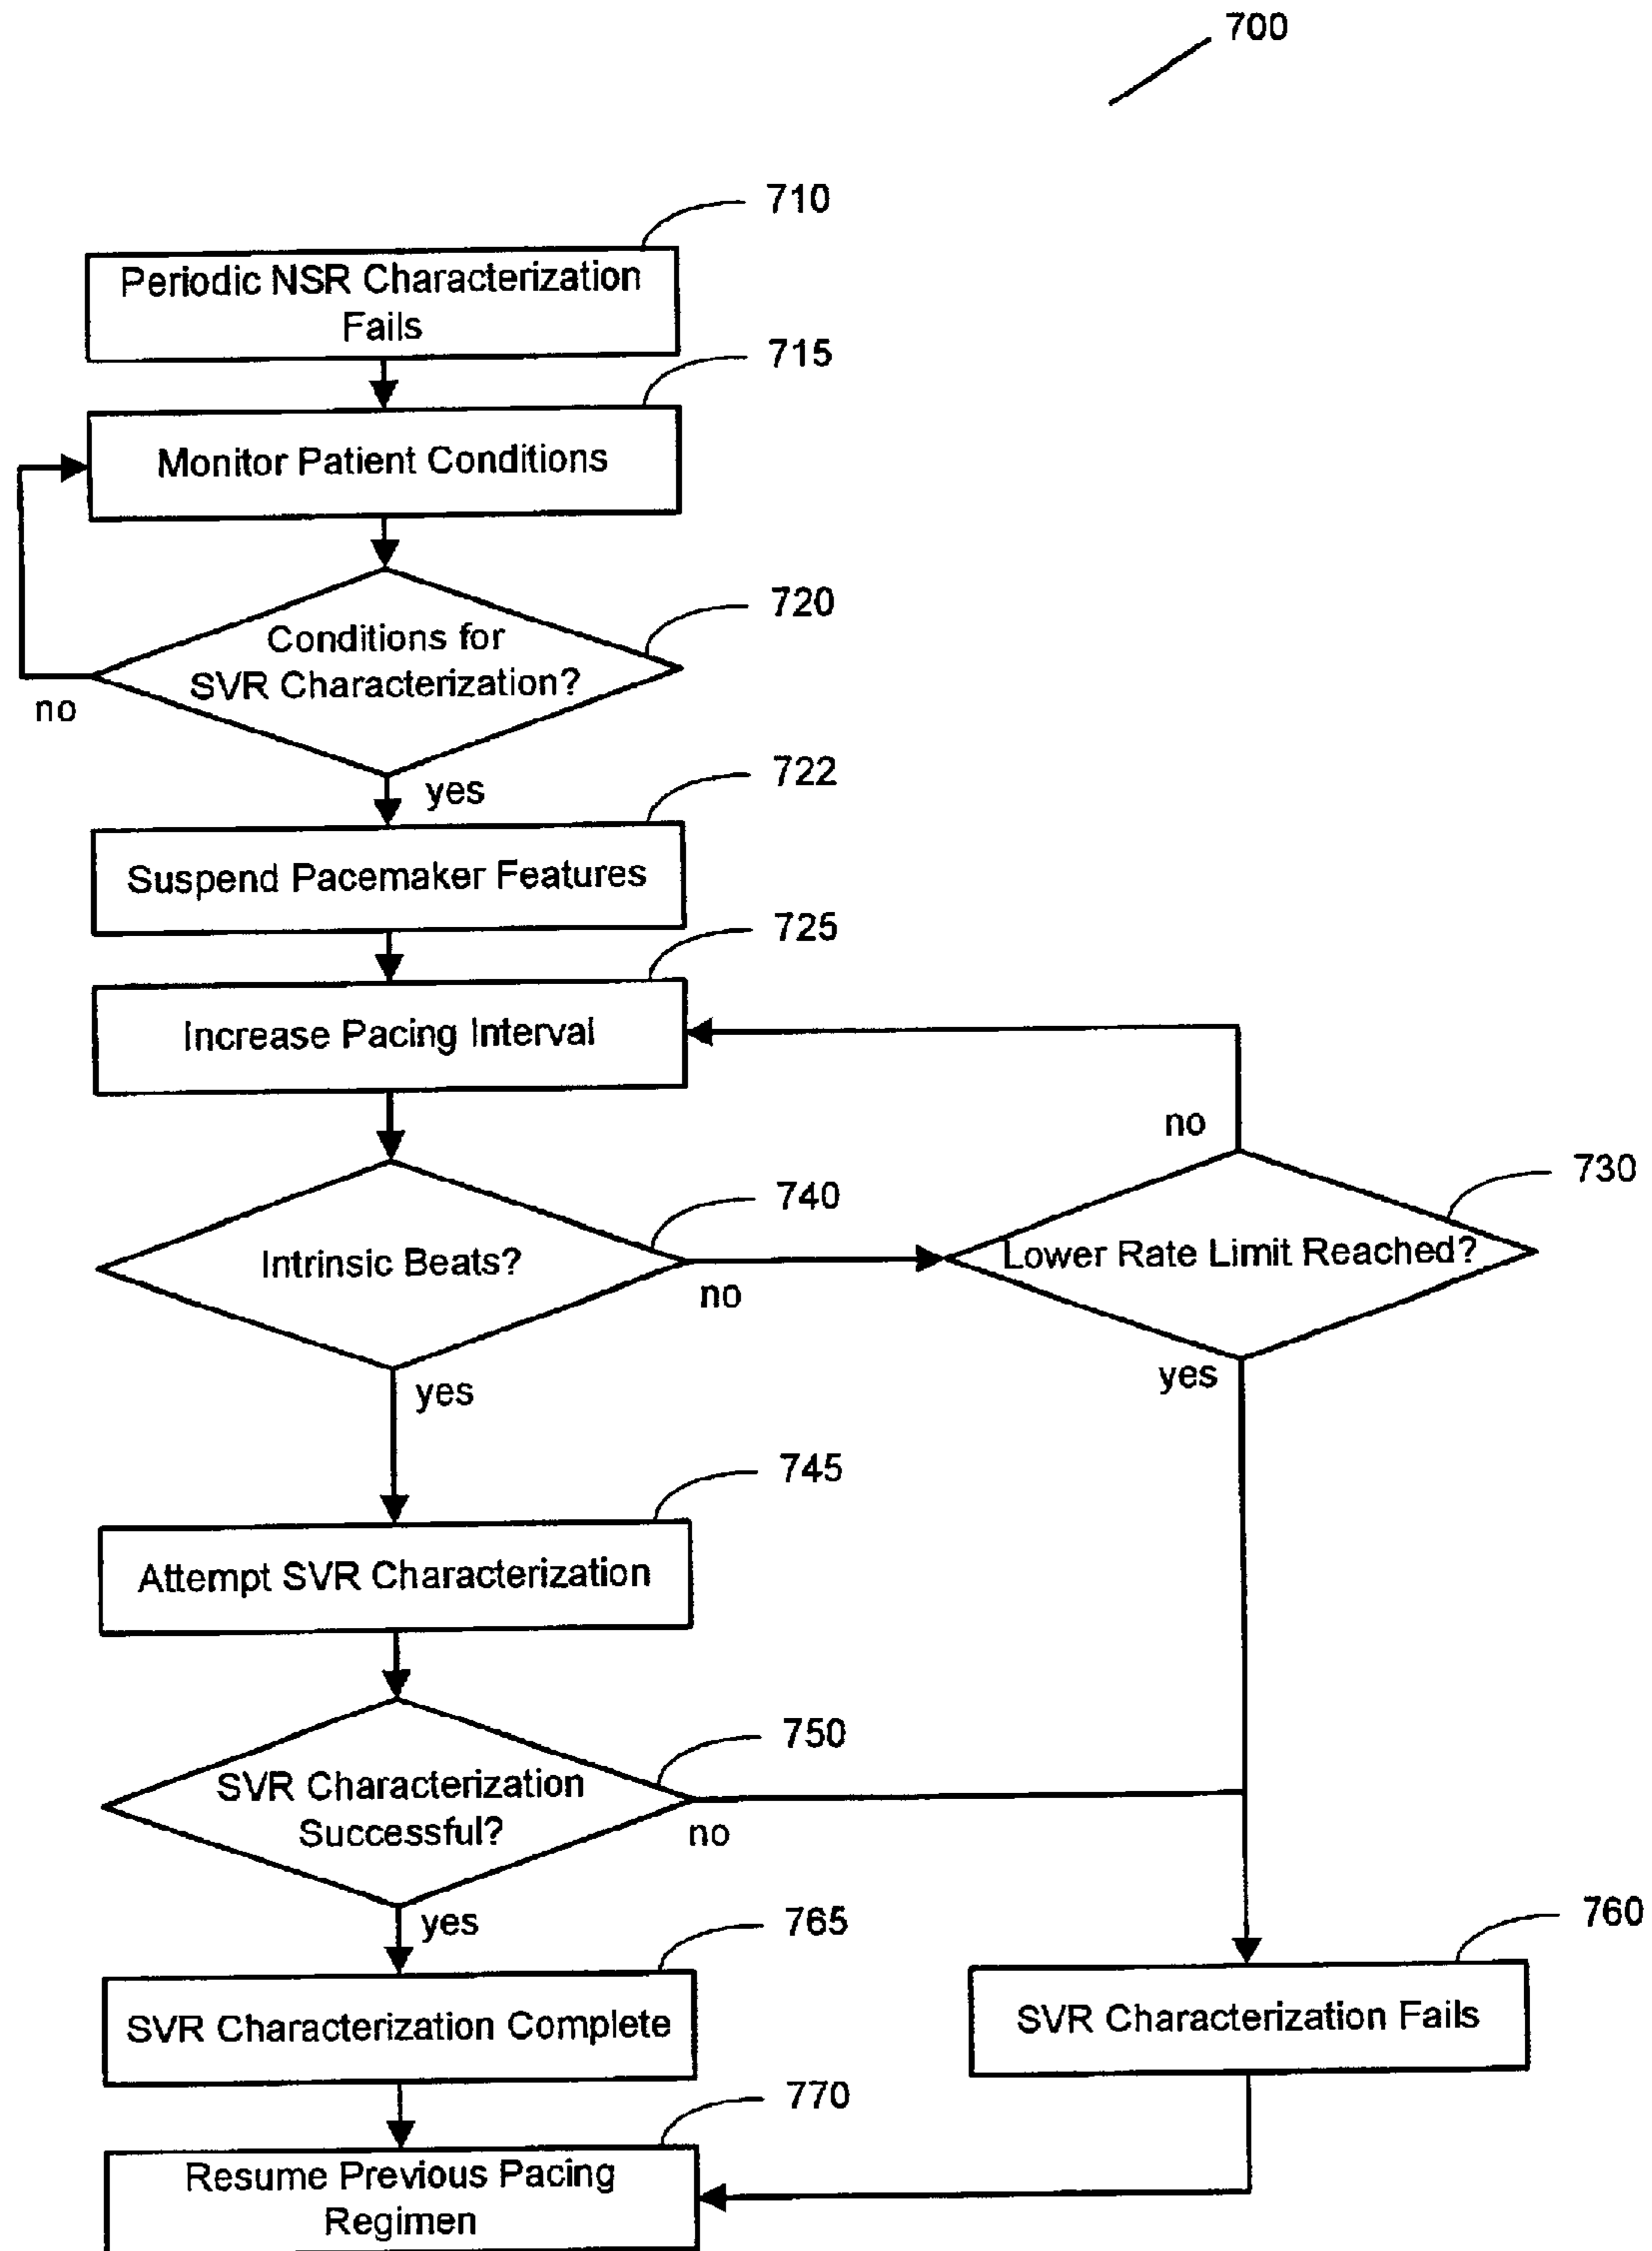 700
710
Periodic NSR Characterization
Fails
715
Monitor Patient Conditions
720
Conditions for
SVR Characterization?
no
yes
722
Suspend Pacemaker Features
725
Increase Pacing Interval
no
730
740
Intrinsic Beats?
Lower Rate Limit Reached?
no
yes
yes
745
Attempt SVR Characterization
750
SVR Characterization
Successful?
no
yes
765
760
SVR Characterization Complete
SVR Characterization Fails
770
Resume Previous Pacing
Regimen